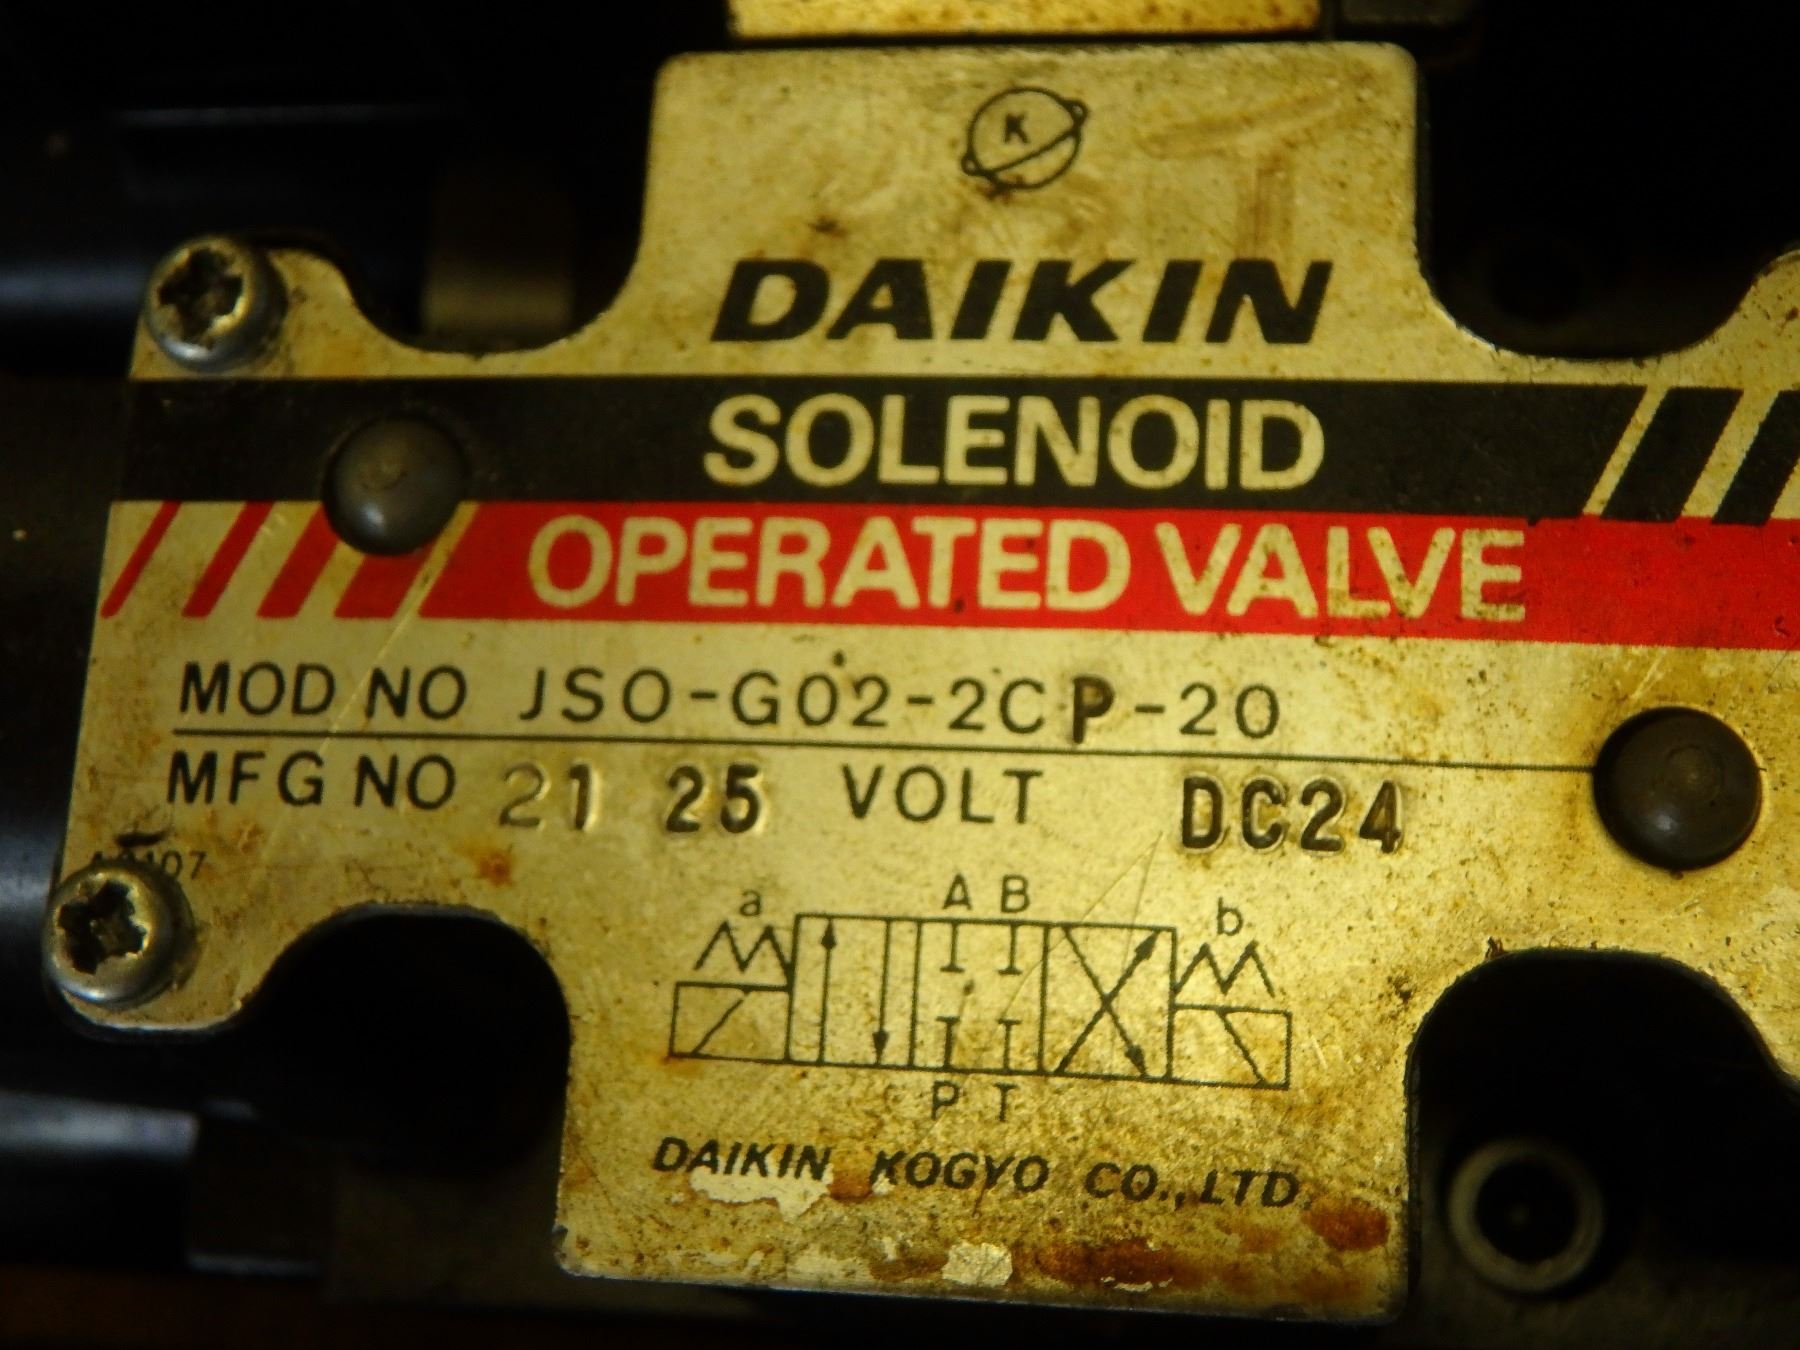 K
DAIKIN
SOLENOID
OPERATED VALVE
MOD NO JSO-G02-2CP-20
MFG NO 21 25 VOLT DC24
a A B b
P T
DAIKIN KOGYO CO., LTD.